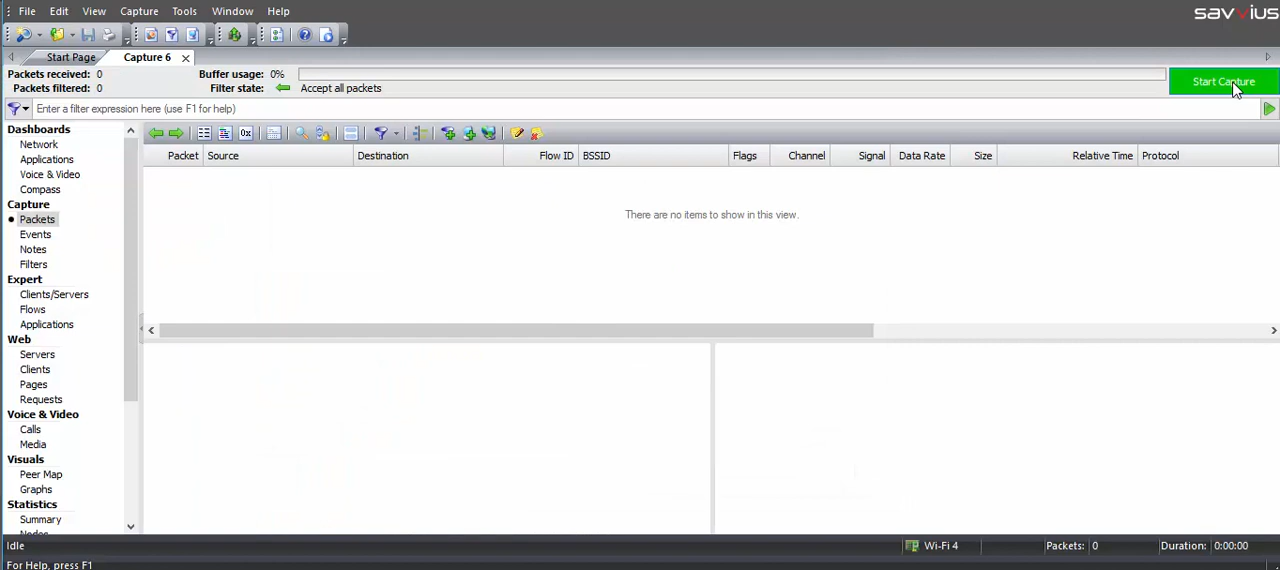 File Edit View Capture Tools Window Help
savvius
Start Page Capture 6
Packets received: 0 Buffer usage: 0%
Packets filtered: 0 Filter state: Accept all packets
Start Capture
Enter a filter expression here (use F1 for help)
Dashboards
Network
Applications
Voice & Video
Compass
Capture
Packets
Events
Notes
Filters
Expert
Clients/Servers
Flows
Applications
Web
Servers
Clients
Pages
Requests
Voice & Video
Calls
Media
Visuals
Peer Map
Graphs
Statistics
Summary
Packet Source Destination Flow ID BSSID Flags Channel Signal Data Rate Size Relative Time Protocol
There are no items to show in this view.
Idle Wi-Fi 4 Packets: 0 Duration: 0:00:00
For Help, press F1